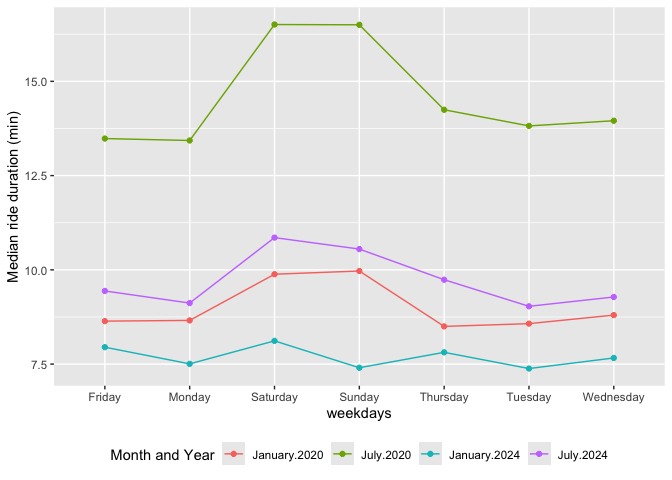 Median ride duration (min)
15.0
12.5
10.0
7.5
Friday Monday Saturday Sunday Thursday Tuesday Wednesday
weekdays
Month and Year January.2020 July.2020 January.2024 July.2024